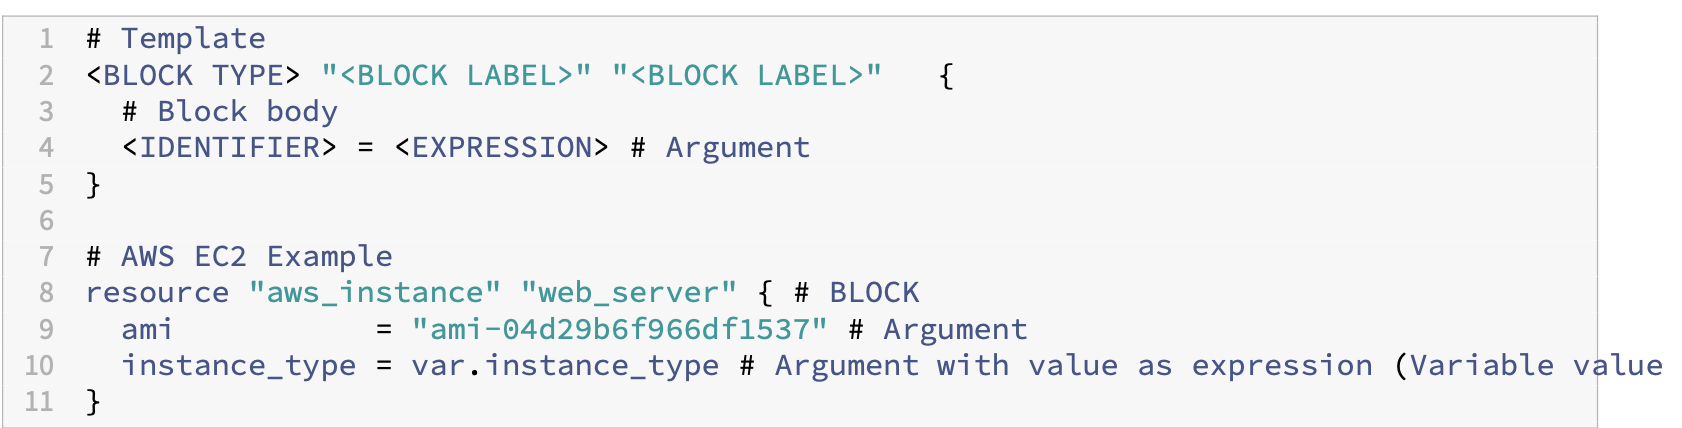 1 # Template
2 <BLOCK TYPE> "<BLOCK LABEL>" "<BLOCK LABEL>"   {
3   # Block body
4   <IDENTIFIER> = <EXPRESSION> # Argument
5 }
6
7 # AWS EC2 Example
8 resource "aws_instance" "web_server" { # BLOCK
9   ami           = "ami-04d29b6f966df1537" # Argument
10   instance_type = var.instance_type # Argument with value as expression (Variable value
11 }